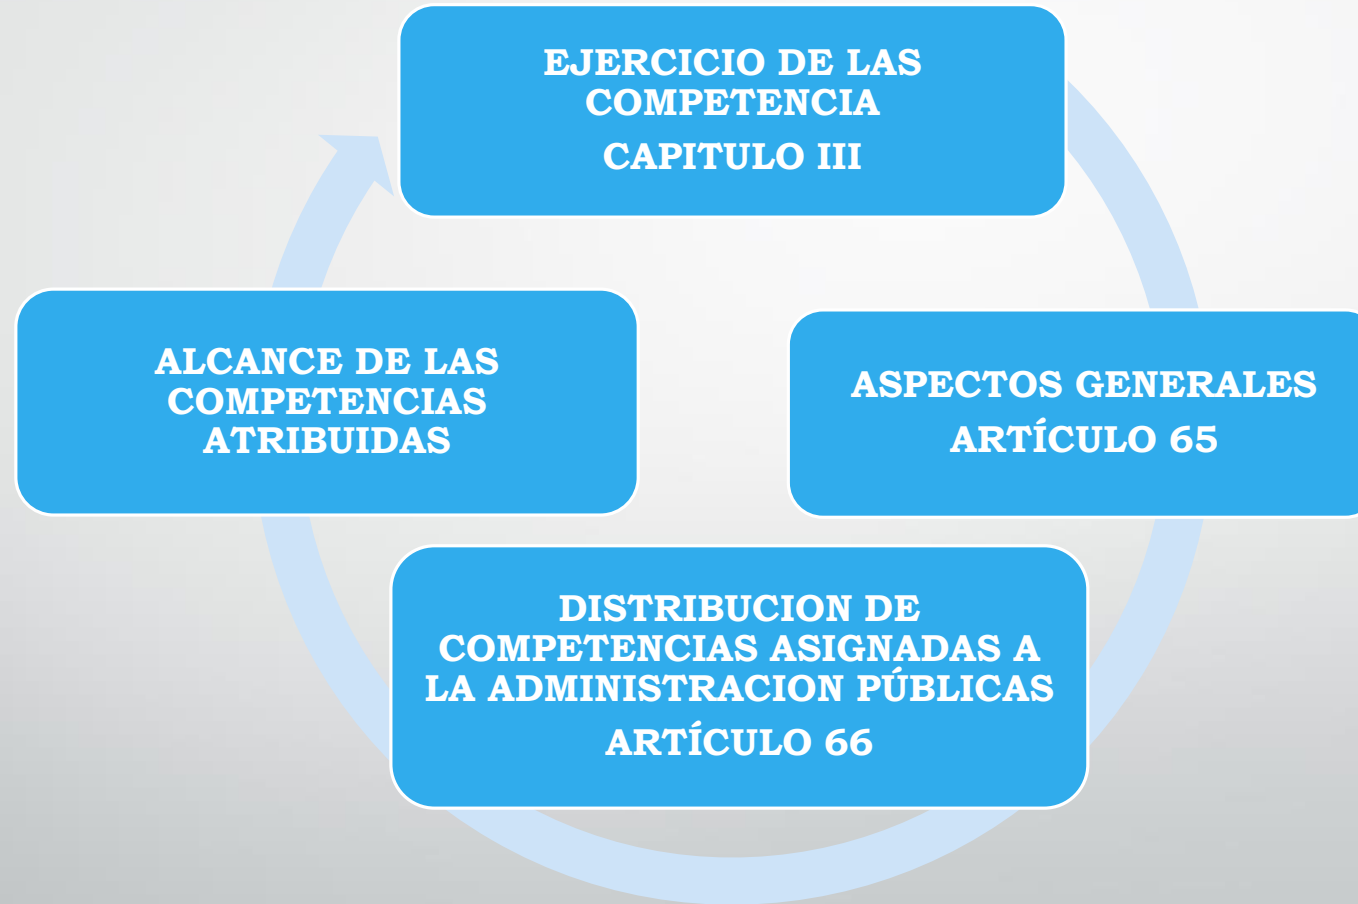 EJERCICIO DE LAS
COMPETENCIA
CAPITULO III
ASPECTOS GENERALES
ARTÍCULO 65
DISTRIBUCION DE
COMPETENCIAS ASIGNADAS A
LA ADMINISTRACION PÚBLICAS
ARTÍCULO 66
ALCANCE DE LAS
COMPETENCIAS
ATRIBUIDAS